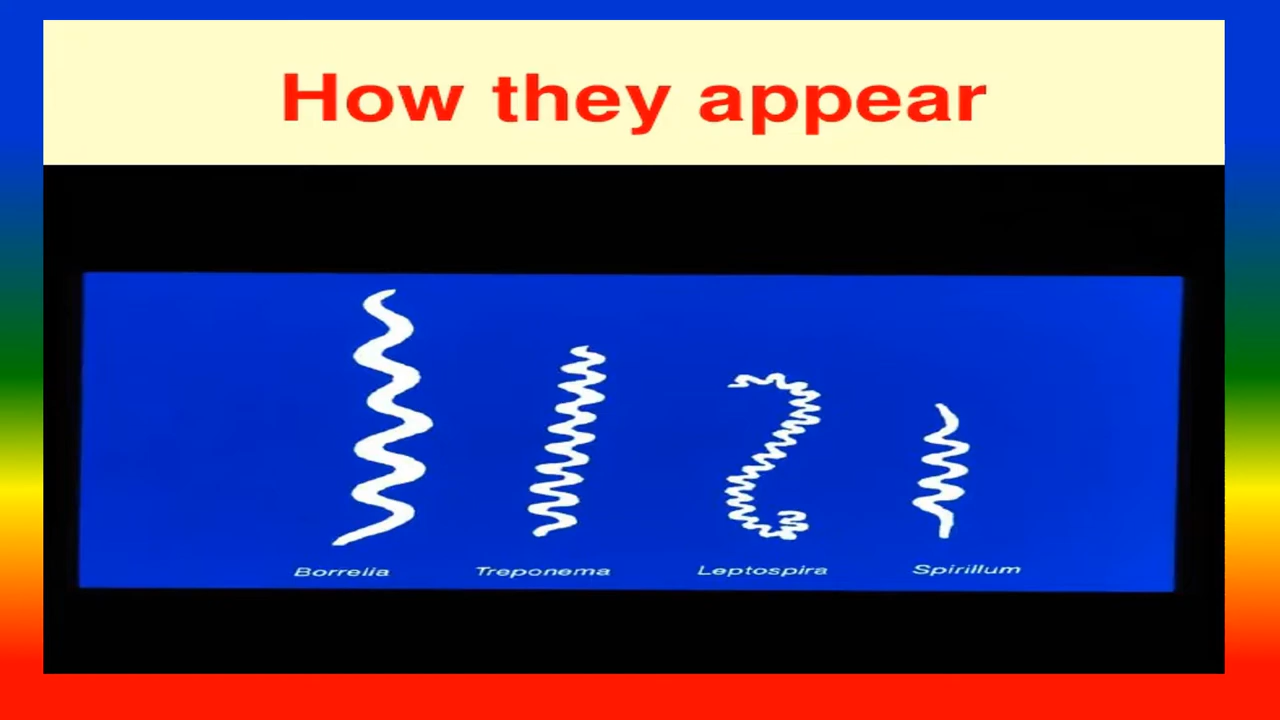 How they appear
Borrelia
Treponema
Leptospira
Spirillum